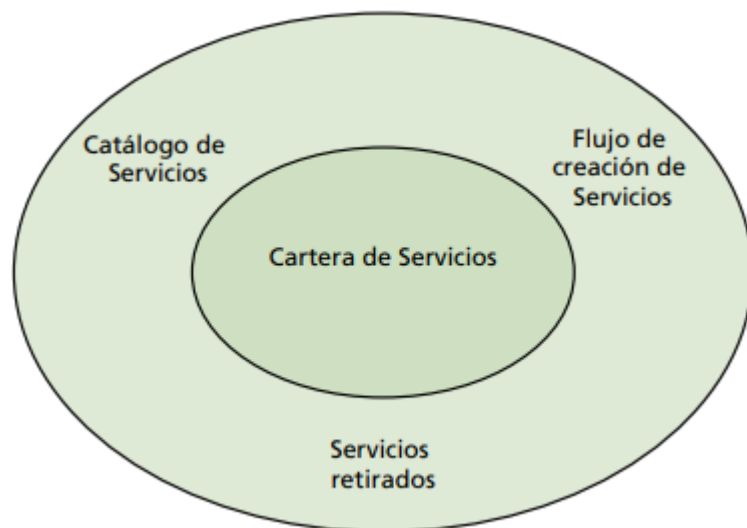 Catálogo de
Servicios
Flujo de
creación de
Servicios
Cartera de Servicios
Servicios
retirados